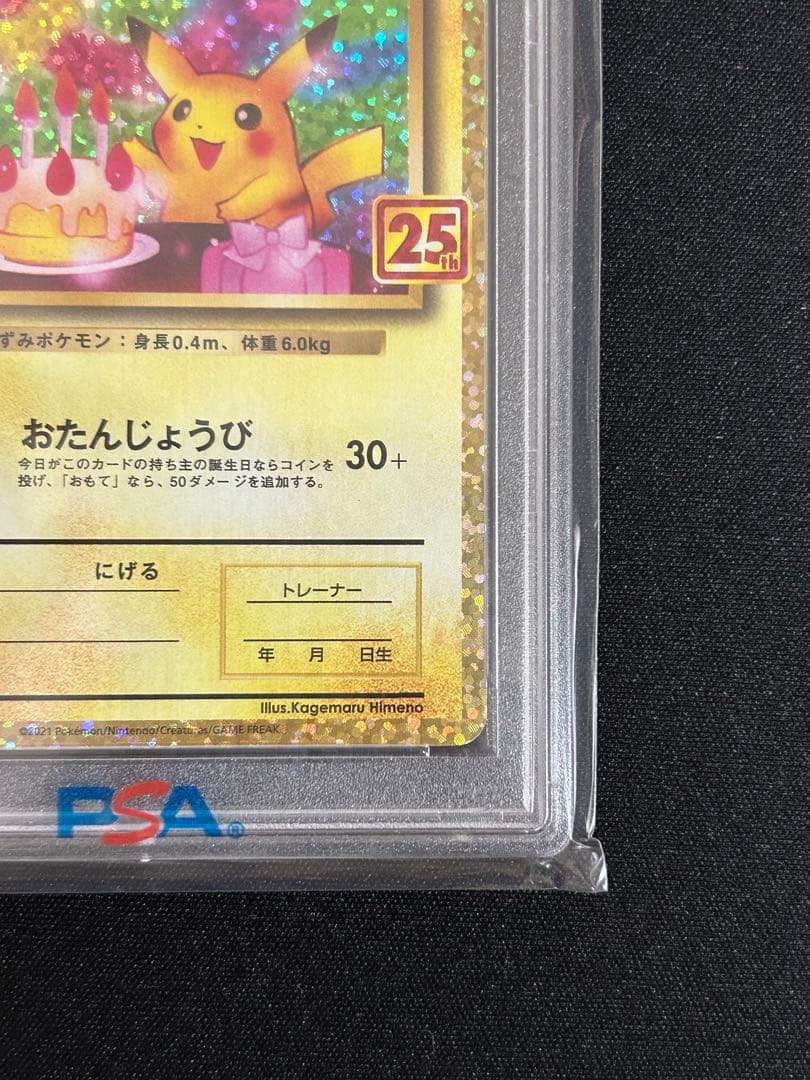 25th
ずみポケモン：身長0.4m、体重6.0kg
おたんじょうび
30+
今日がこのカードの持ち主の誕生日ならコインを
投げ、「おもて」なら、50ダメージを追加する。
にげる
トレーナー
年 月 日生
Illus.Kagemaru Himeno
©2021 Pokémon/Nintendo/Creatures/GAME FREAK
PSA®